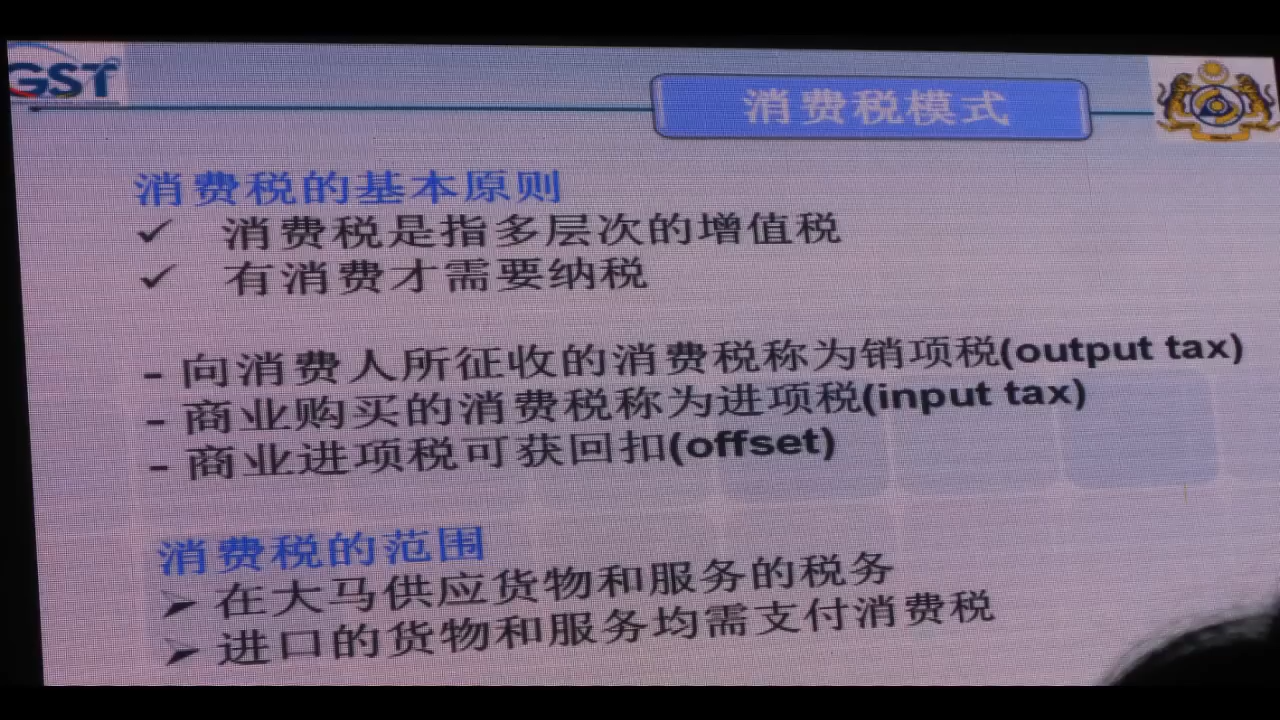 GST
消费税模式
消费税的基本原则
✓ 消费税是指多层次的增值税
✓ 有消费才需要纳税
- 向消费人所征收的消费税称为销项税(output tax)
- 商业购买的消费税称为进项税(input tax)
- 商业进项税可获回扣(offset)
消费税的范围
➢ 在大马供应货物和服务的税务
➢ 进口的货物和服务均需支付消费税